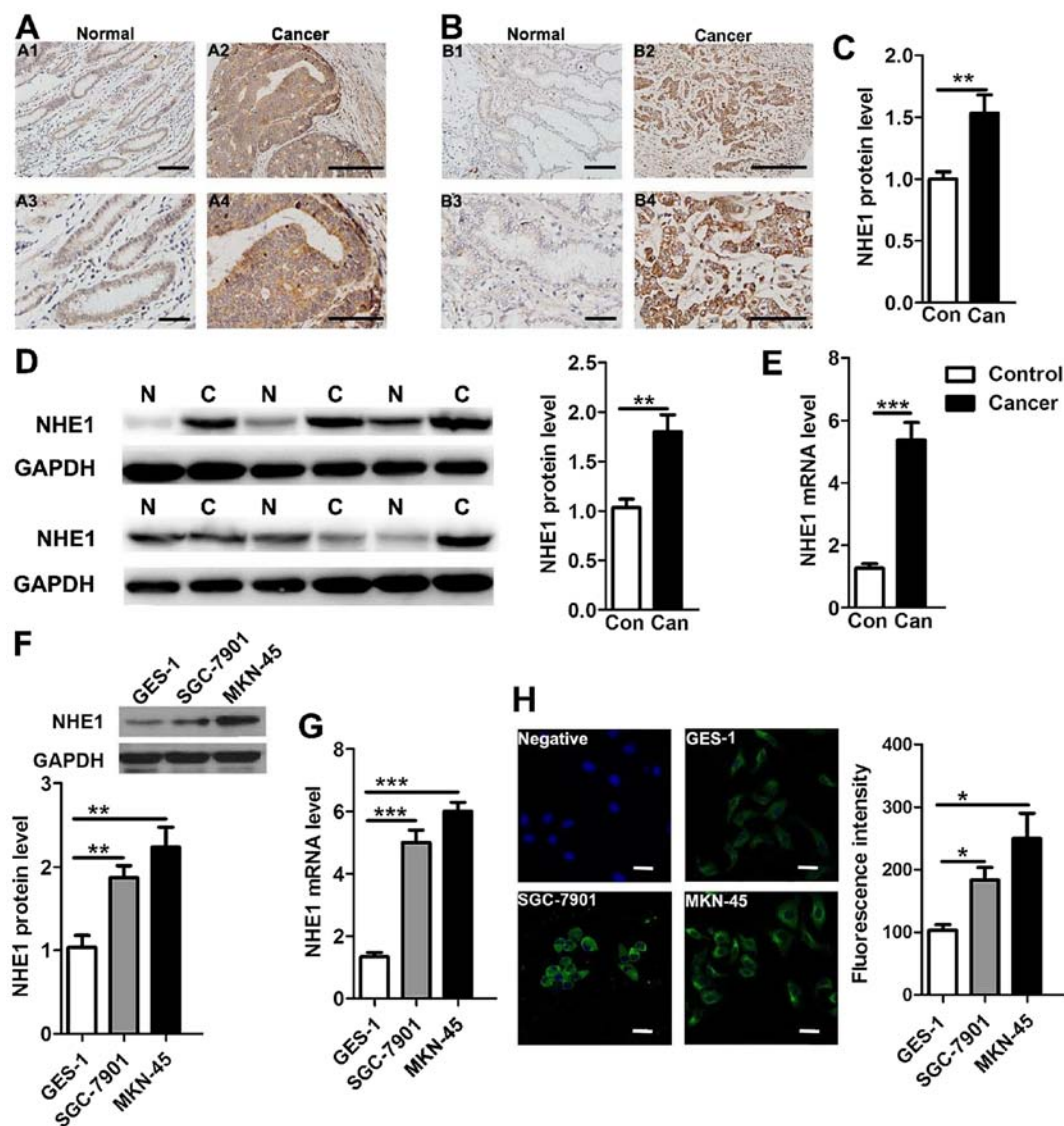 A
Normal
Cancer
A1
A2
A3
A4
B
Normal
Cancer
B1
B2
B3
B4
C
NHE1 protein level
2.0
1.5
1.0
0.5
0.0
**
Con Can
D
N C N C N C
NHE1
GAPDH
N C N C N C
NHE1
GAPDH
NHE1 protein level
2.5
2.0
1.5
1.0
0.5
0.0
**
Con Can
E
NHE1 mRNA level
8
6
4
2
0
***
Con Can
Control
Cancer
F
GES-1 SGC-7901 MKN-45
NHE1
GAPDH
NHE1 protein level
3
2
1
0
**
**
GES-1
SGC-7901
MKN-45
G
NHE1 mRNA level
8
6
4
2
0
***
***
GES-1
SGC-7901
MKN-45
H
Negative
GES-1
SGC-7901
MKN-45
Fluorescence intensity
400
300
200
100
0
*
*
GES-1
SGC-7901
MKN-45